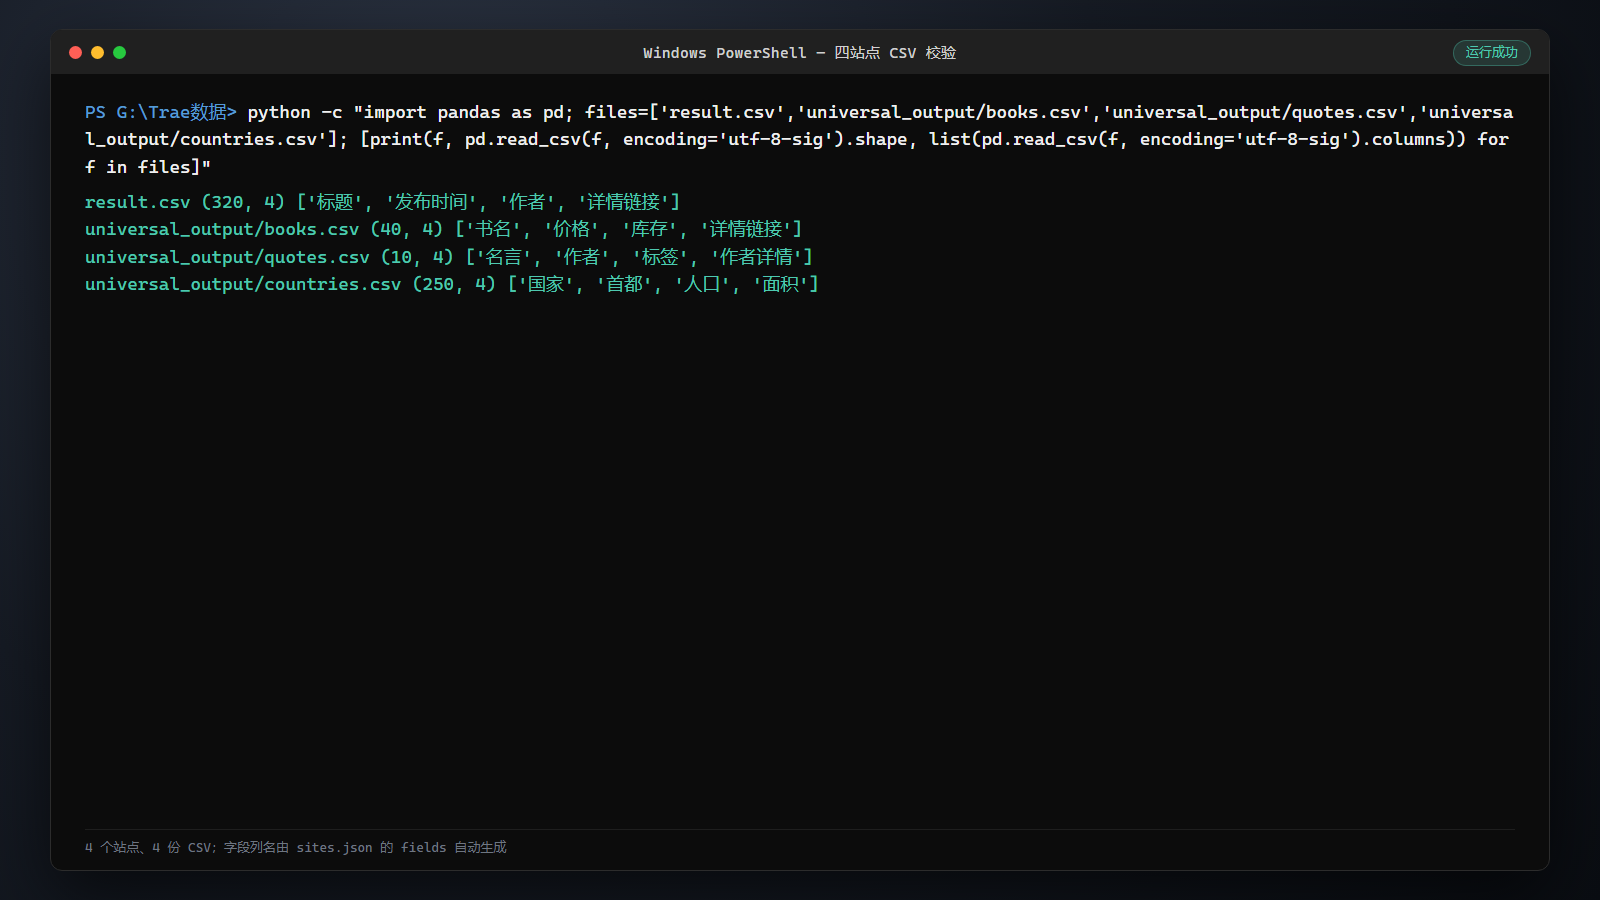 Windows PowerShell — 四站点 CSV 校验
运行成功
PS G:\Trae数据> python -c "import pandas as pd; files=['result.csv','universal_output/books.csv','universal_output/quotes.csv','universa
l_output/countries.csv']; [print(f, pd.read_csv(f, encoding='utf-8-sig').shape, list(pd.read_csv(f, encoding='utf-8-sig').columns)) for
f in files]"
result.csv (320, 4) ['标题', '发布时间', '作者', '详情链接']
universal_output/books.csv (40, 4) ['书名', '价格', '库存', '详情链接']
universal_output/quotes.csv (10, 4) ['名言', '作者', '标签', '作者详情']
universal_output/countries.csv (250, 4) ['国家', '首都', '人口', '面积']
4 个站点、4 份 CSV；字段列名由 sites.json 的 fields 自动生成